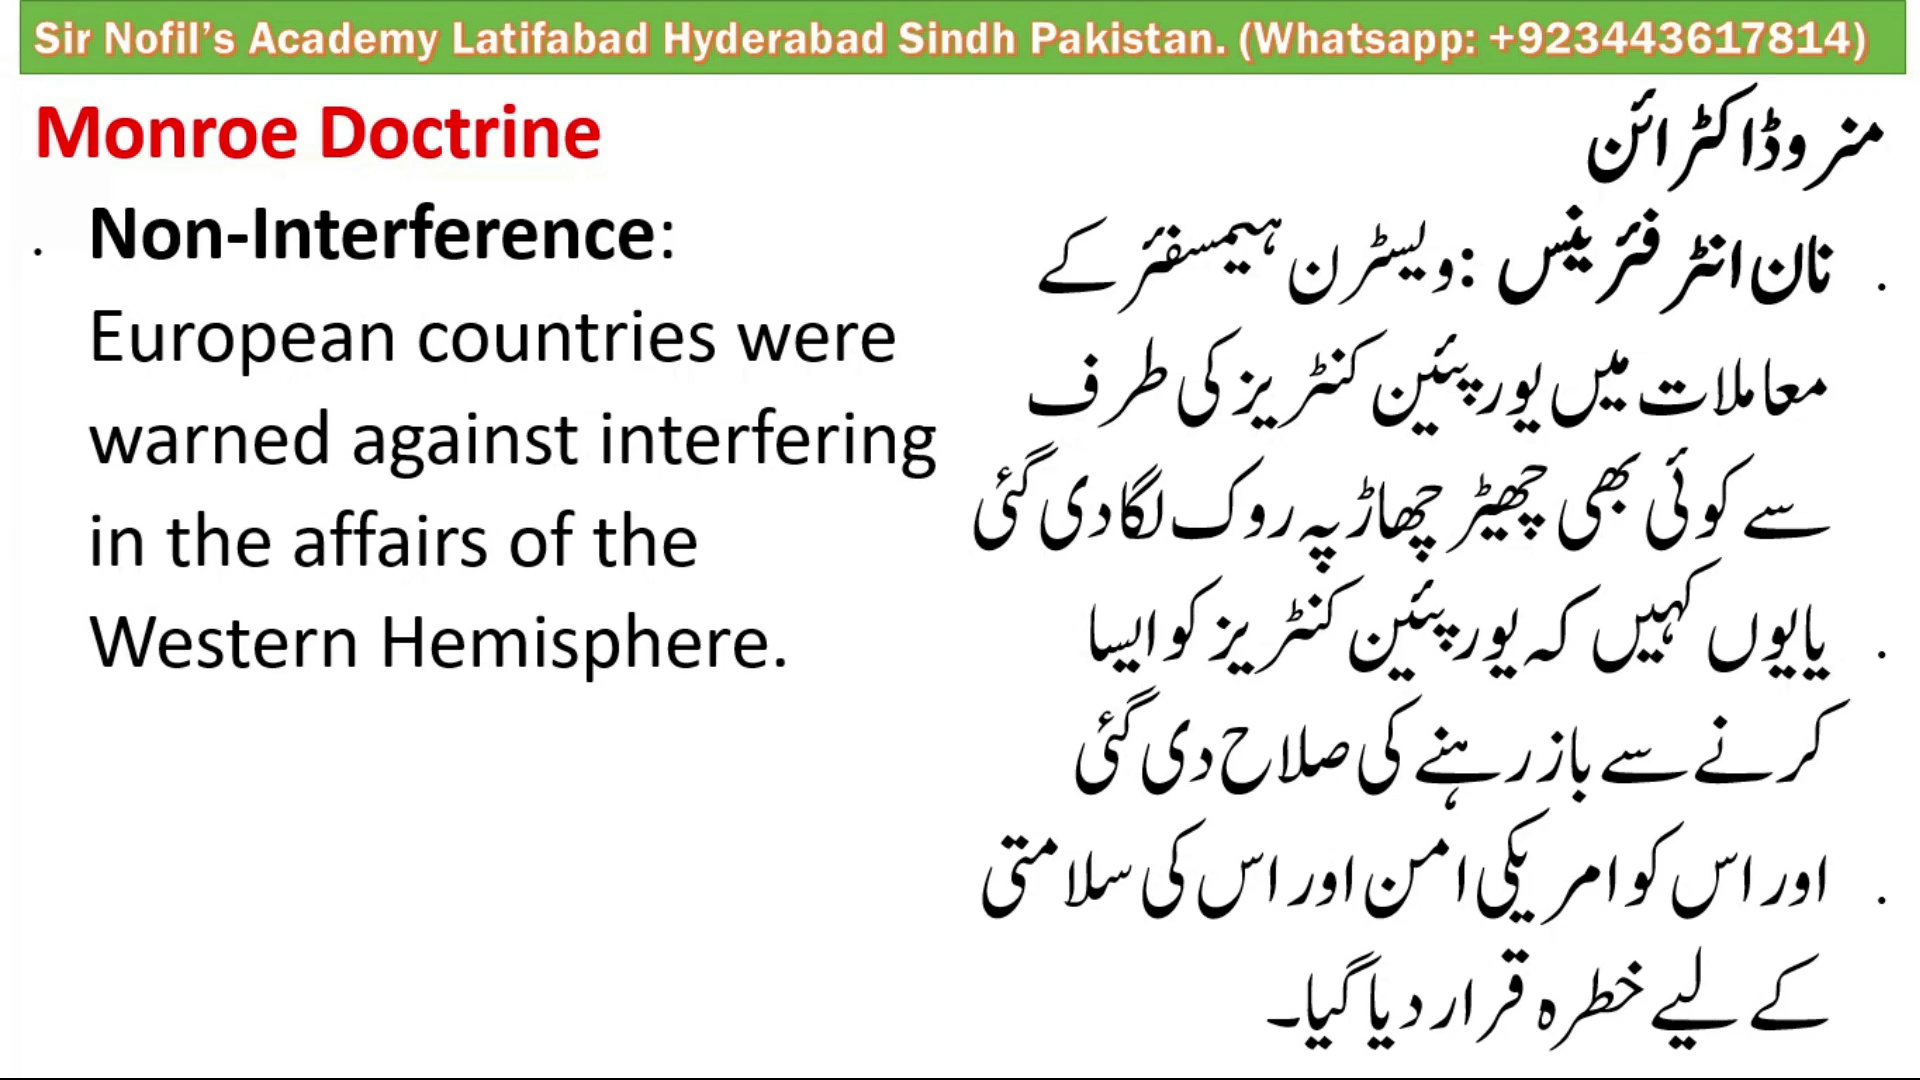 Sir Nofil’s Academy Latifabad Hyderabad Sindh Pakistan. (Whatsapp: +923443617814)
Monroe Doctrine
. Non-Interference:
European countries were
warned against interfering
in the affairs of the
Western Hemisphere.
منرو ڈاکٹرائن
. نان انٹرفئرینس: ویسٹرن ہیمسفئر کے
معاملات میں یورپئین کنٹریز کی طرف
سے کوئی بھی چھیڑ چھاڑ پہ روک لگا دی گئی
. یا یوں کہیں کہ یورپئین کنٹریز کو ایسا
کرنے سے باز رہنے کی صلاح دی گئی
. اور اس کو امریکی امن اور اس کی سلامتی
کے لیے خطرہ قرار دیا گیا۔